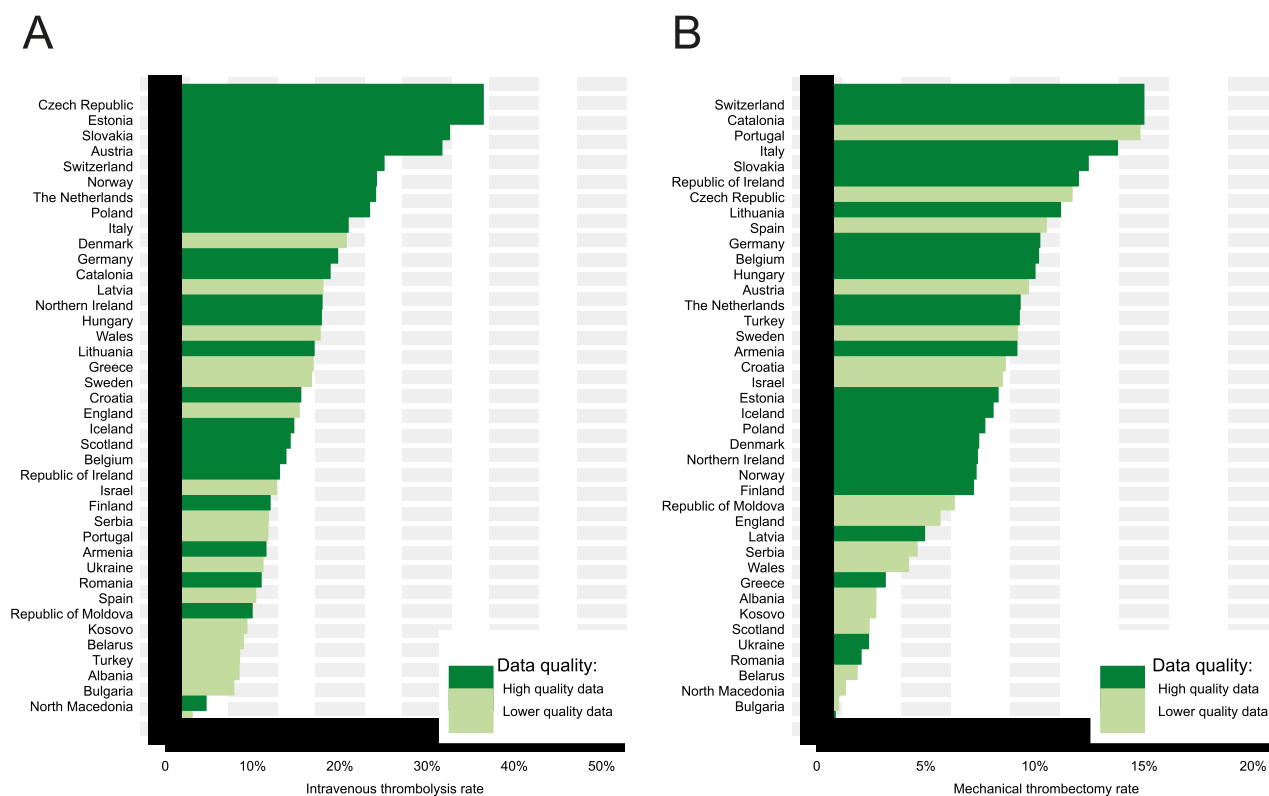 A
Czech Republic
Estonia
Slovakia
Austria
Switzerland
Norway
The Netherlands
Poland
Italy
Denmark
Germany
Catalonia
Latvia
Northern Ireland
Hungary
Wales
Lithuania
Greece
Sweden
Croatia
England
Iceland
Scotland
Belgium
Republic of Ireland
Israel
Finland
Serbia
Portugal
Armenia
Ukraine
Romania
Spain
Republic of Moldova
Kosovo
Belarus
Turkey
Albania
Bulgaria
North Macedonia
Data quality:
High quality data
Lower quality data
0 10% 20% 30% 40% 50%
Intravenous thrombolysis rate
B
Switzerland
Catalonia
Portugal
Italy
Slovakia
Republic of Ireland
Czech Republic
Lithuania
Spain
Germany
Belgium
Hungary
Austria
The Netherlands
Turkey
Sweden
Armenia
Croatia
Israel
Estonia
Iceland
Poland
Denmark
Northern Ireland
Norway
Finland
Republic of Moldova
England
Latvia
Serbia
Wales
Greece
Albania
Kosovo
Scotland
Ukraine
Romania
Belarus
North Macedonia
Bulgaria
Data quality:
High quality data
Lower quality data
0 5% 10% 15% 20%
Mechanical thrombectomy rate